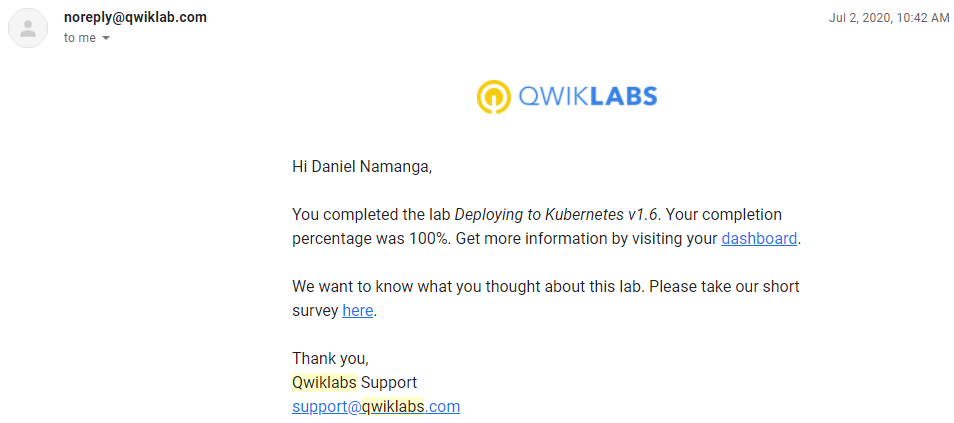 noreply@qwiklab.com
Jul 2, 2020, 10:42 AM
to me
QWIKLABS
Hi Daniel Namanga,
You completed the lab Deploying to Kubernetes v1.6. Your completion
percentage was 100%. Get more information by visiting your dashboard.
We want to know what you thought about this lab. Please take our short
survey here.
Thank you,
Qwiklabs Support
support@qwiklabs.com